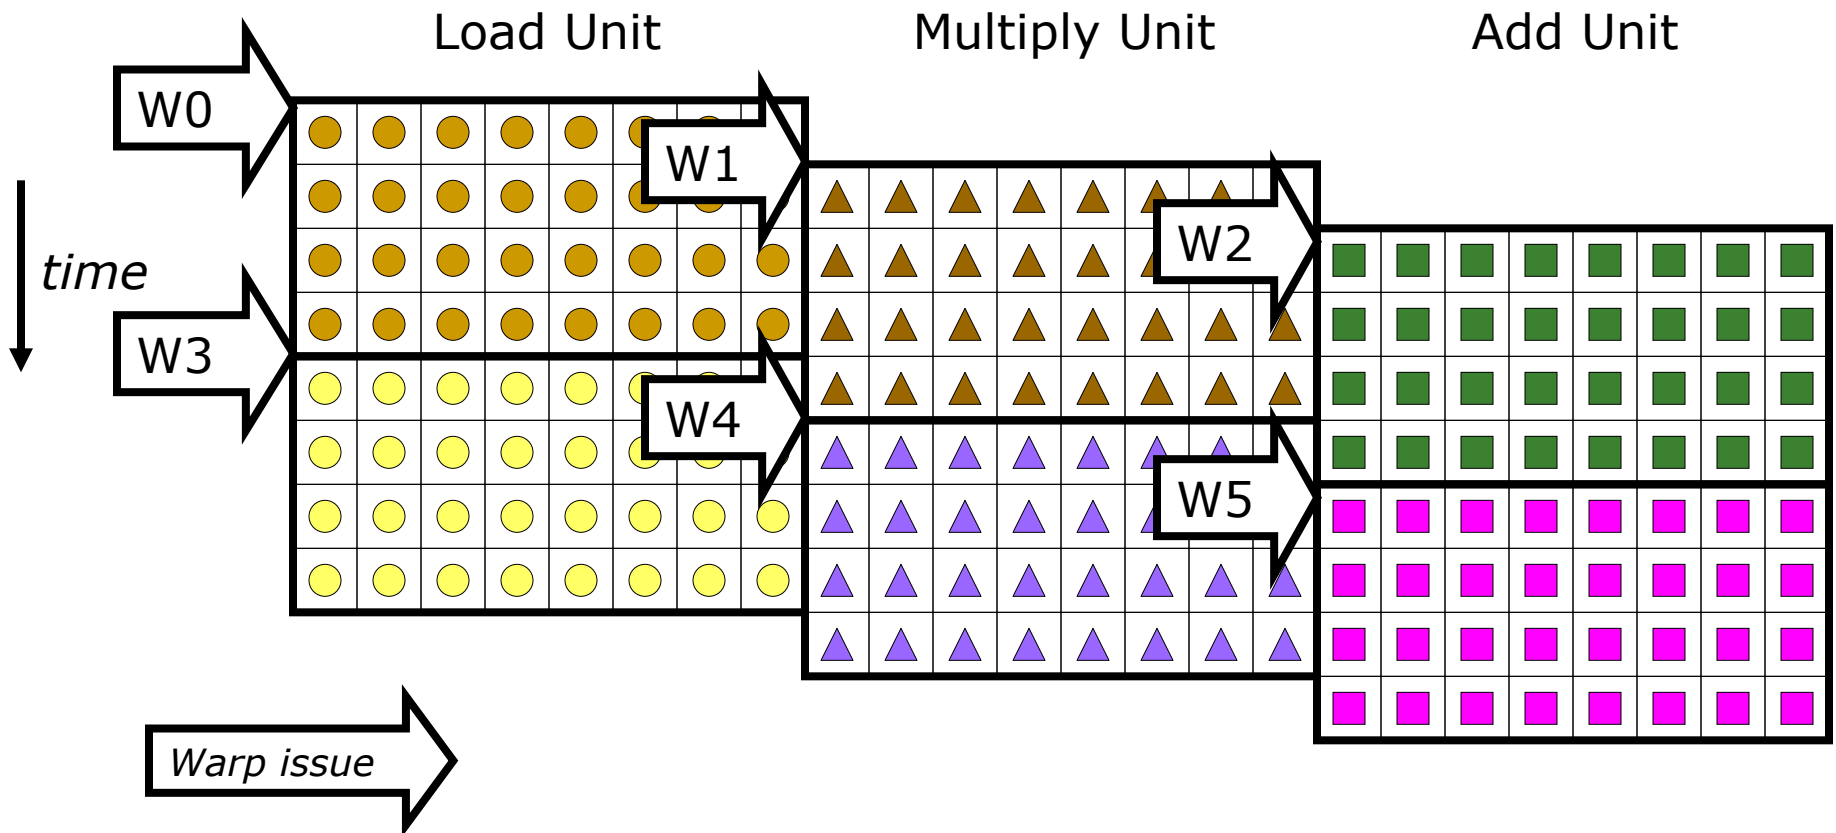 Load Unit
Multiply Unit
Add Unit
W0
W1
W2
time
W3
W4
W5
Warp issue